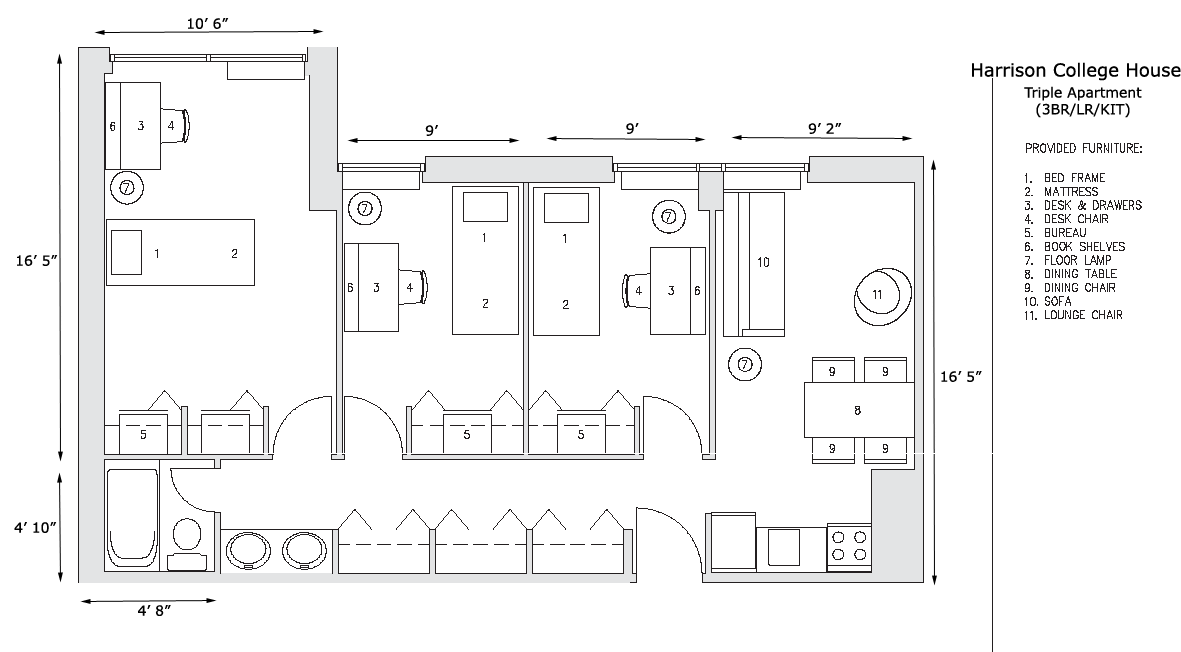 10’ 6”
Harrison College House
Triple Apartment
(3BR/LR/KIT)
PROVIDED FURNITURE:
1. BED FRAME
2. MATTRESS
3. DESK & DRAWERS
4. DESK CHAIR
5. BUREAU
6. BOOK SHELVES
7. FLOOR LAMP
8. DINING TABLE
9. DINING CHAIR
10. SOFA
11. LOUNGE CHAIR
9’ 9’ 9’ 2”
6 3 4
7
7 7
1 2
1 1
16’ 5”
10
6 3 4
4 3 6
11
2 2
7
9 9
16’ 5”
8
5 5 5
9 9
4’ 10”
4’ 8”